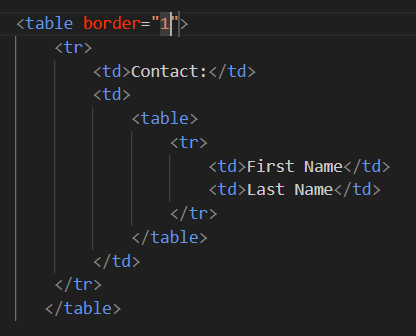 <table border="1">
<tr>
<td>Contact:</td>
<td>
<table>
<tr>
<td>First Name</td>
<td>Last Name</td>
</tr>
</table>
</td>
</tr>
</table>